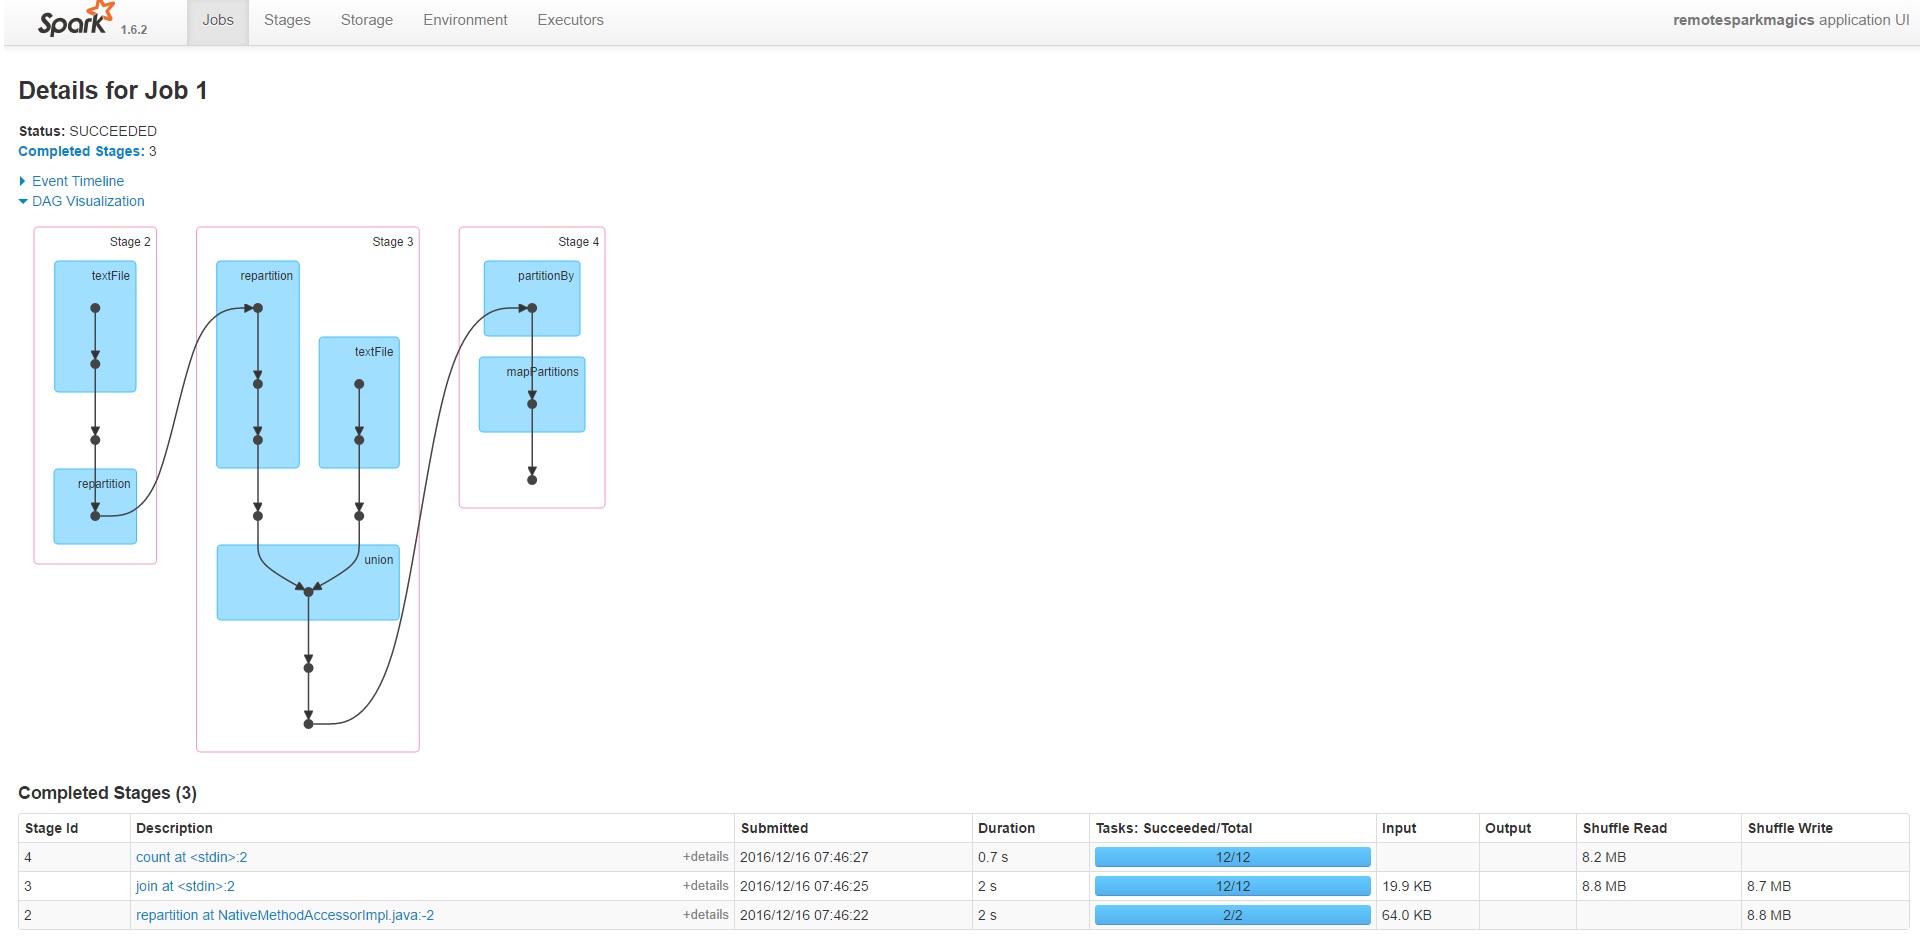 Spark 1.6.2 Jobs Stages Storage Environment Executors remotesparkmagics application UI
Details for Job 1
Status: SUCCEEDED
Completed Stages: 3
Event Timeline
DAG Visualization
Stage 2
textFile
repartition
Stage 3
repartition
textFile
union
Stage 4
partitionBy
mapPartitions
Completed Stages (3)
Stage Id Description Submitted Duration Tasks: Succeeded/Total Input Output Shuffle Read Shuffle Write
4 count at <stdin>:2 +details 2016/12/16 07:46:27 0.7 s 12/12 8.2 MB
3 join at <stdin>:2 +details 2016/12/16 07:46:25 2 s 12/12 19.9 KB 8.8 MB 8.7 MB
2 repartition at NativeMethodAccessorImpl.java:-2 +details 2016/12/16 07:46:22 2 s 2/2 64.0 KB 8.8 MB